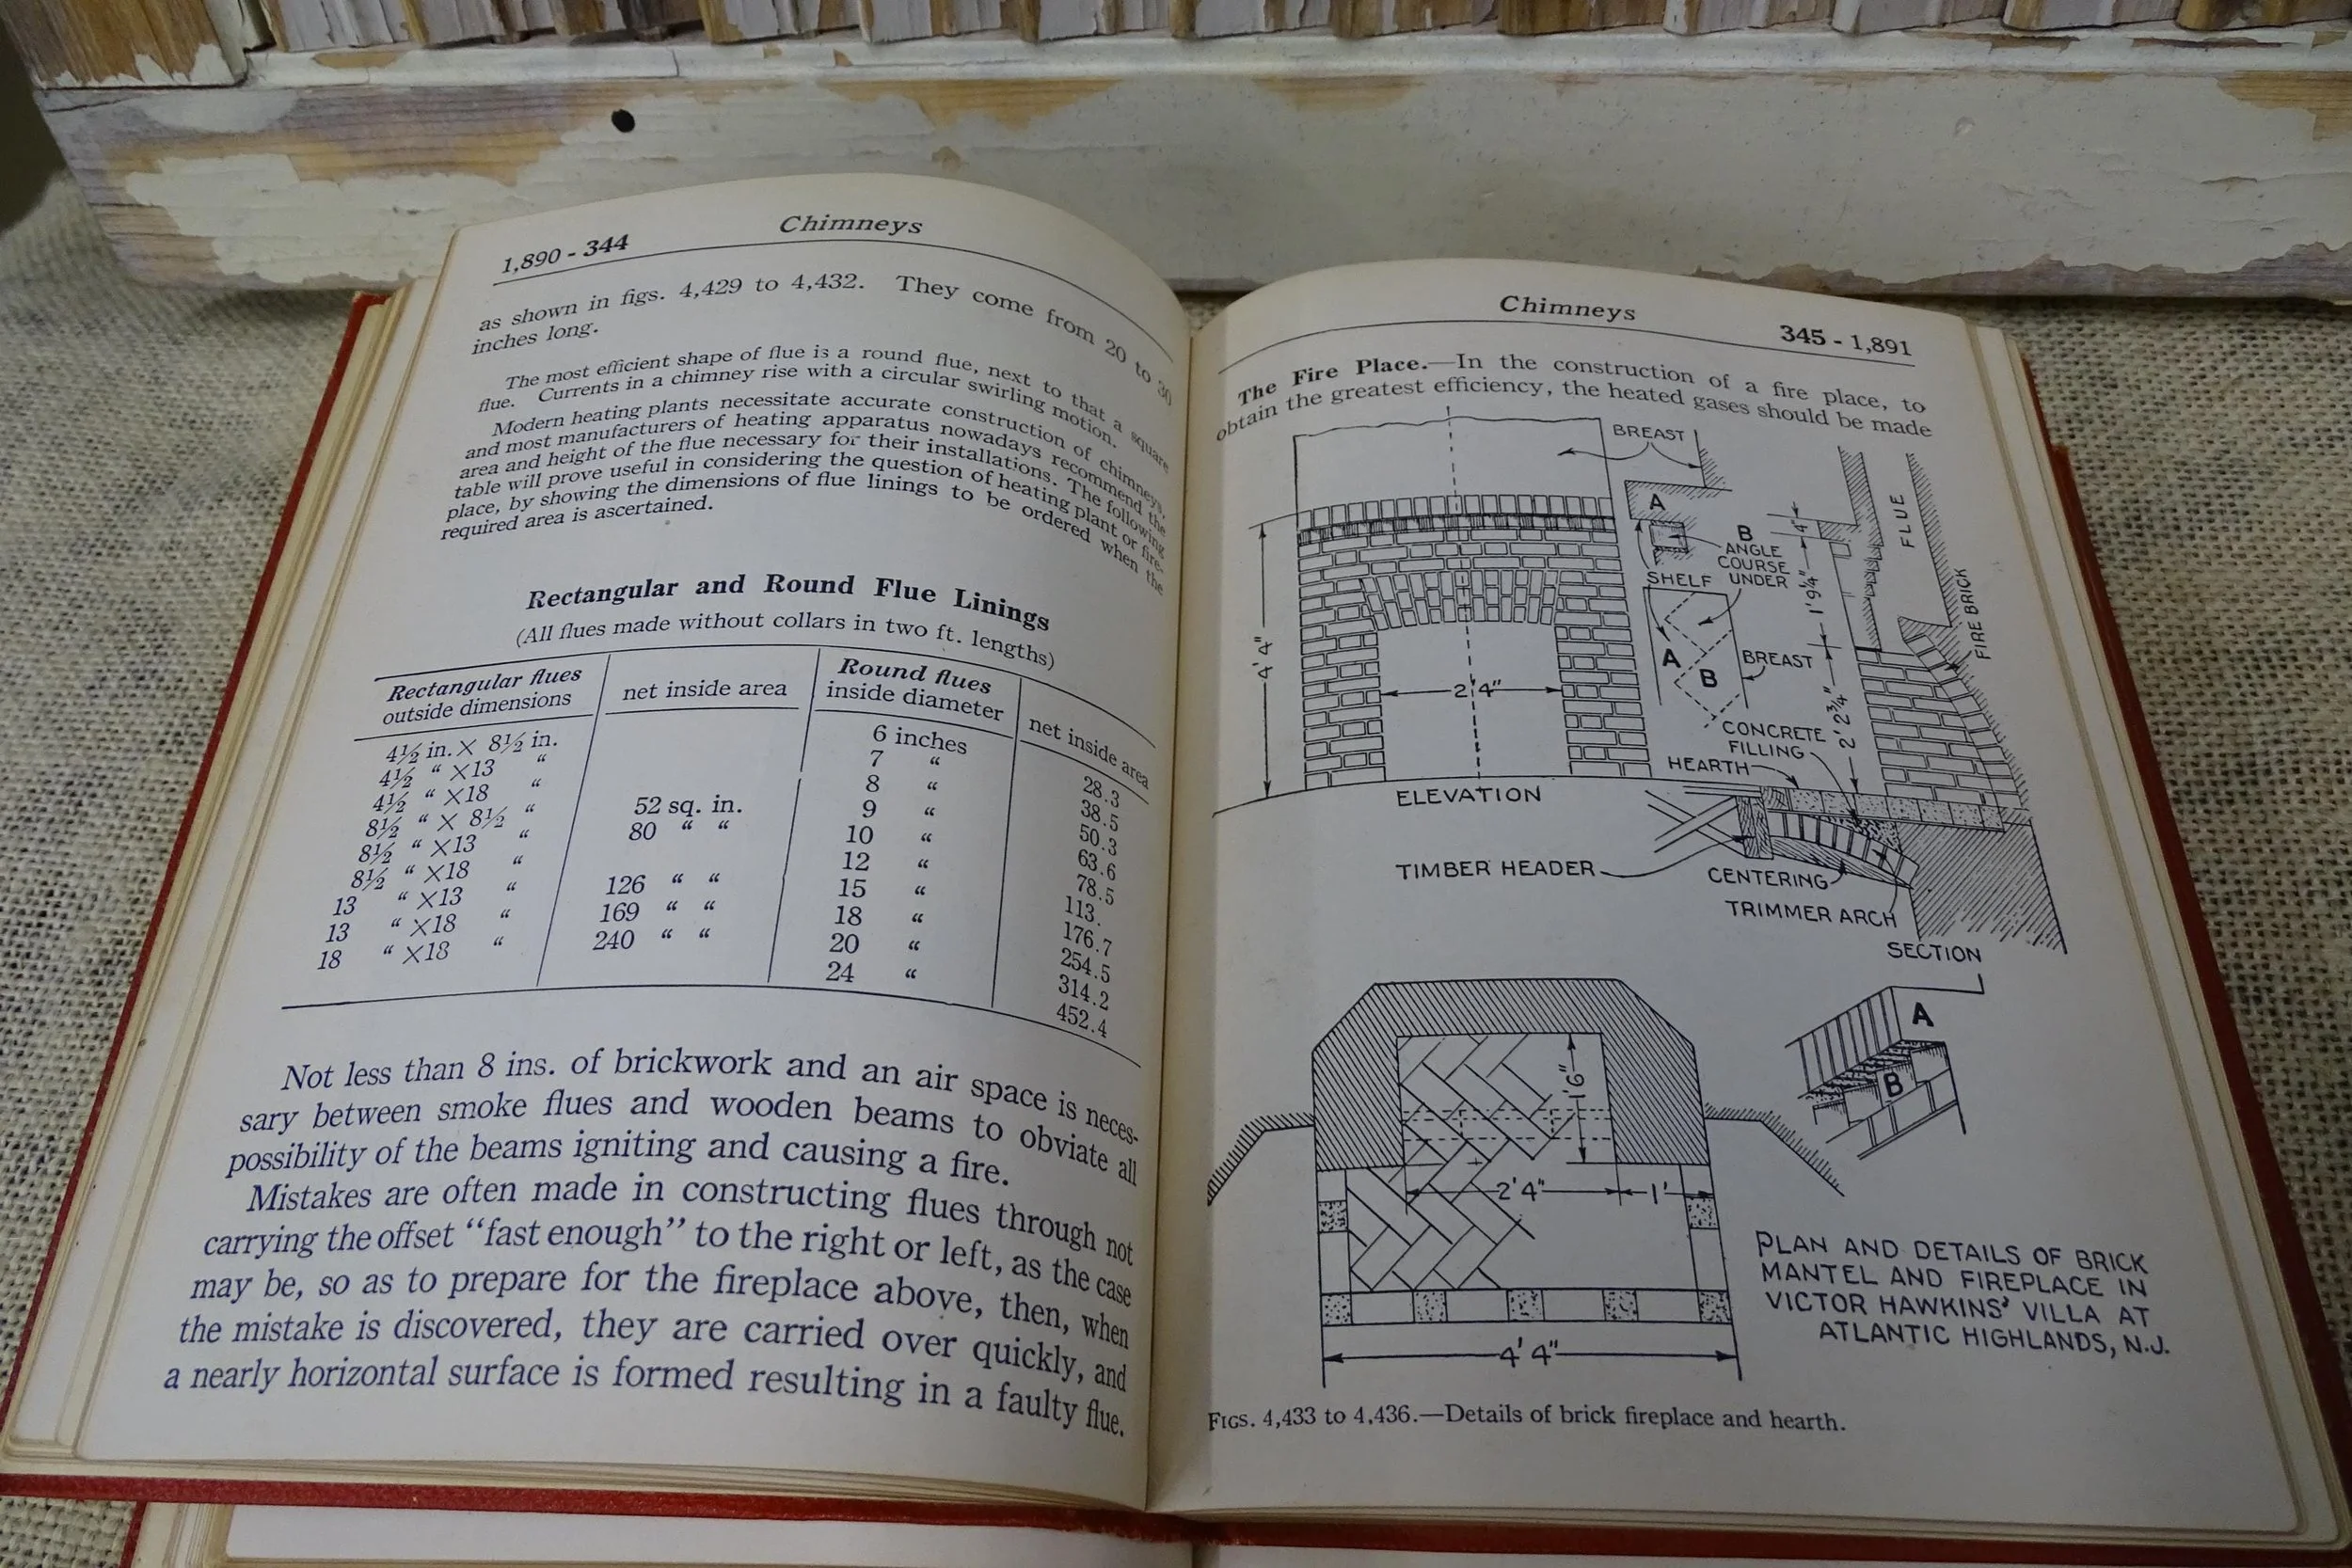 1,890 - 344
Chimneys
as shown in figs. 4,429 to 4,432. They come from 20 to 30
inches long.
The most efficient shape of flue is a round flue, next to that a square
flue. Currents in a chimney rise with a circular swirling motion.
Modern heating plants necessitate accurate construction of chimneys,
and most manufacturers of heating apparatus nowadays recommend the
area and height of the flue necessary for their installations. The following
table will prove useful in considering the question of heating plant or fire-
place, by showing the dimensions of flue linings to be ordered when the
required area is ascertained.
Rectangular and Round Flue Linings
(All flues made without collars in two ft. lengths)
Rectangular flues
outside dimensions
net inside area
Round flues
inside diameter
net inside area
4½ in. × 8½ in.
4½ " ×13 "
4½ " ×18 "
8½ " × 8½ "
8½ " ×13 "
8½ " ×18 "
13 " ×13 "
13 " ×18 "
18 " ×18 "
52 sq. in.
80 " "
126 " "
169 " "
240 " "
6 inches
7 "
8 "
9 "
10 "
12 "
15 "
18 "
20 "
24 "
28.3
38.5
50.3
63.6
78.5
113.
176.7
254.5
314.2
452.4
Not less than 8 ins. of brickwork and an air space is neces-
sary between smoke flues and wooden beams to obviate all
possibility of the beams igniting and causing a fire.
Mistakes are often made in constructing flues through not
carrying the offset "fast enough" to the right or left, as the case
may be, so as to prepare for the fireplace above, then, when
the mistake is discovered, they are carried over quickly, and
a nearly horizontal surface is formed resulting in a faulty flue.
Chimneys
345 - 1,891
The Fire Place.—In the construction of a fire place, to
obtain the greatest efficiency, the heated gases should be made
BREAST
A
B
ANGLE
COURSE
UNDER
SHELF
4"
FLUE
1' 9¼"
FIRE BRICK
4' 4"
2' 4"
A
B
BREAST
2' 2¾"
CONCRETE
FILLING
HEARTH
ELEVATION
TIMBER HEADER
CENTERING
TRIMMER ARCH
SECTION
A
B
1' 6"
2' 4"
1'
4' 4"
PLAN AND DETAILS OF BRICK
MANTEL AND FIREPLACE IN
VICTOR HAWKINS' VILLA AT
ATLANTIC HIGHLANDS, N.J.
FIGS. 4,433 to 4,436.—Details of brick fireplace and hearth.